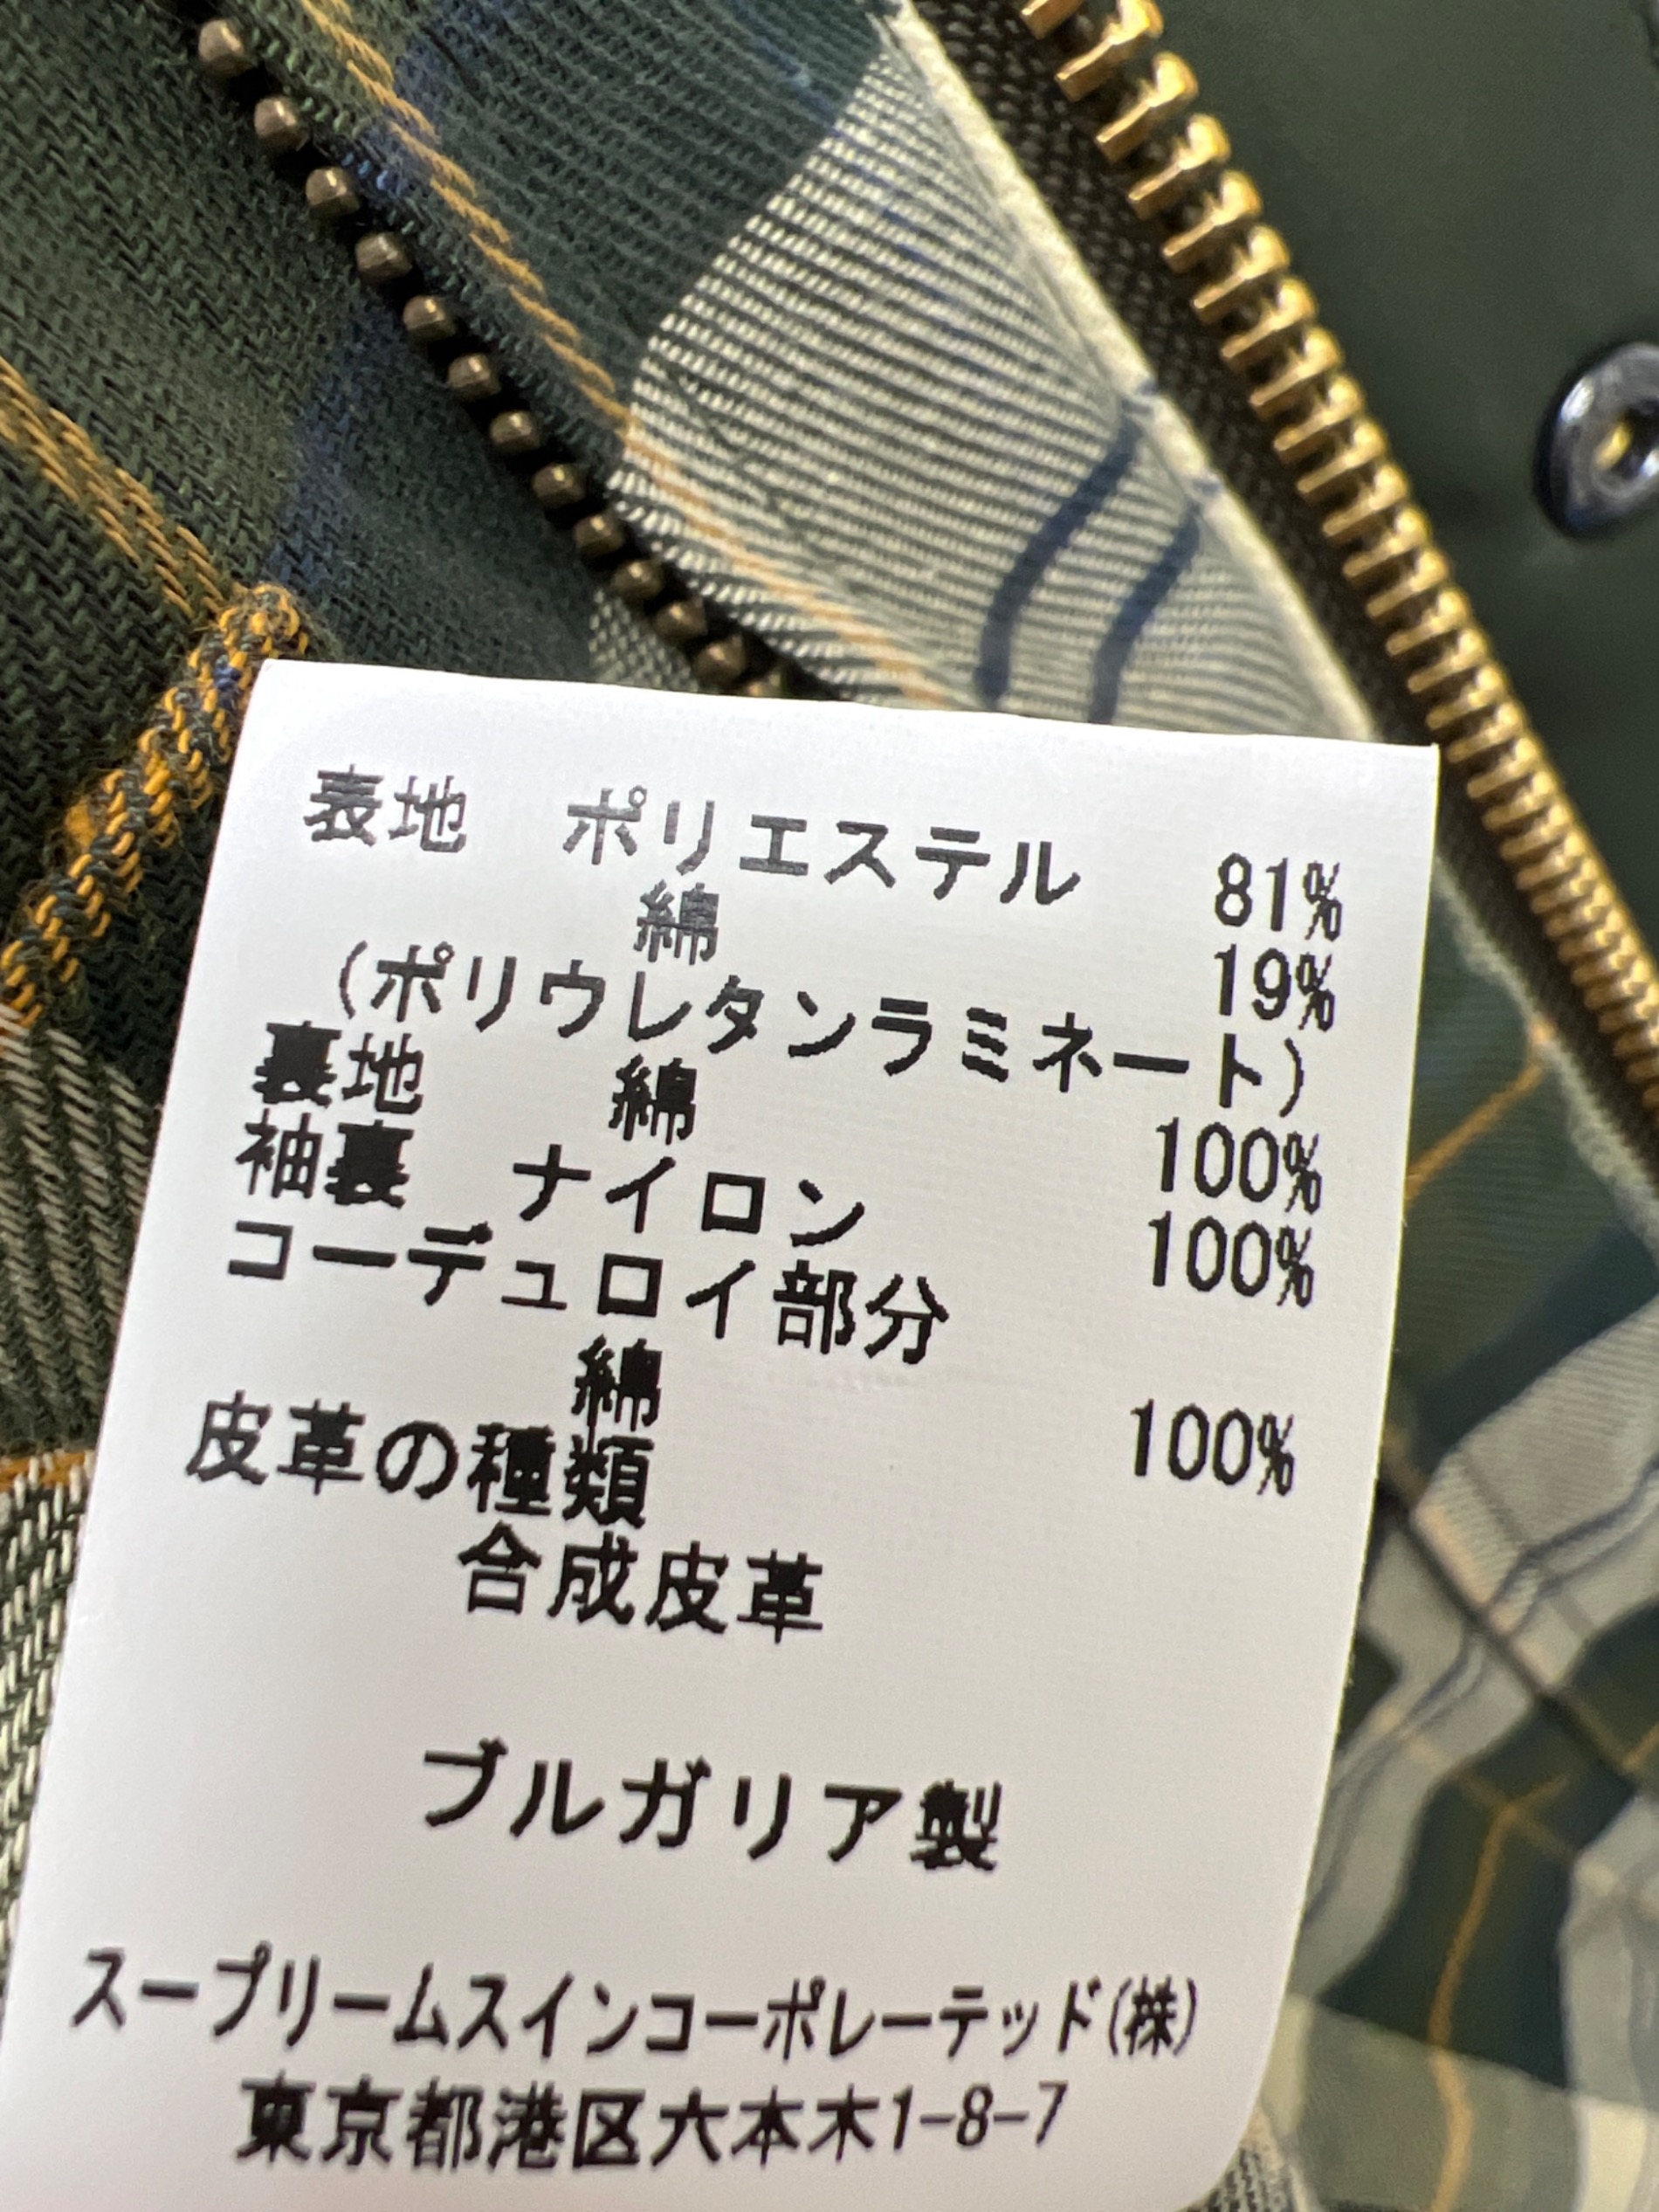 表地　ポリエステル　81%
綿　19%
(ポリウレタンラミネート)
裏地　綿　100%
袖裏　ナイロン　100%
コーデュロイ部分
綿　100%
皮革の種類
合成皮革
ブルガリア製
スープリームスインコーポレーテッド(株)
東京都港区六本木1-8-7